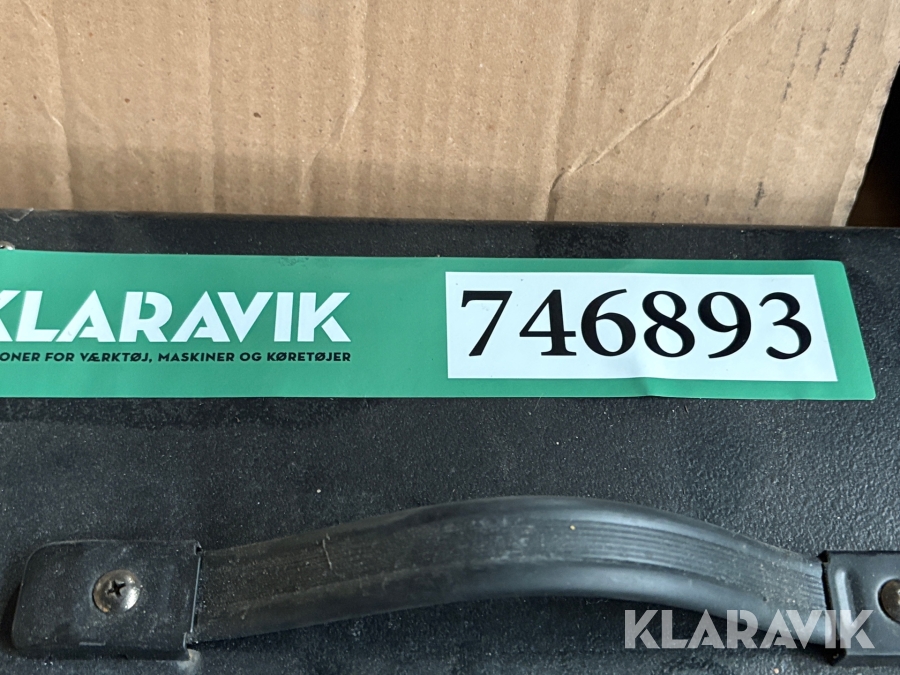 KLARAVIK
746893
ONER FOR VÆRKTØJ, MASKINER OG KØRETØJER
KLARAVIK